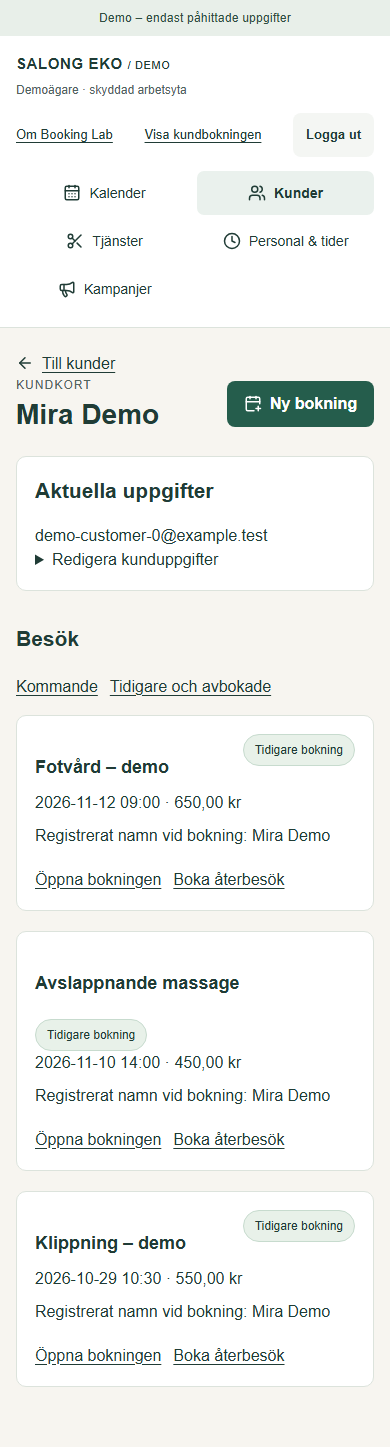 Demo – endast påhittade uppgifter
SALONG EKO / DEMO
Demoägare · skyddad arbetsyta
Om Booking Lab Visa kundbokningen Logga ut
Kalender Kunder
Tjänster Personal & tider
Kampanjer
← Till kunder
KUNDKORT
Mira Demo Ny bokning
Aktuella uppgifter
demo-customer-0@example.test
▶ Redigera kunduppgifter
Besök
Kommande Tidigare och avbokade
Tidigare bokning
Fotvård – demo
2026-11-12 09:00 · 650,00 kr
Registrerat namn vid bokning: Mira Demo
Öppna bokningen Boka återbesök
Avslappnande massage
Tidigare bokning
2026-11-10 14:00 · 450,00 kr
Registrerat namn vid bokning: Mira Demo
Öppna bokningen Boka återbesök
Tidigare bokning
Klippning – demo
2026-10-29 10:30 · 550,00 kr
Registrerat namn vid bokning: Mira Demo
Öppna bokningen Boka återbesök